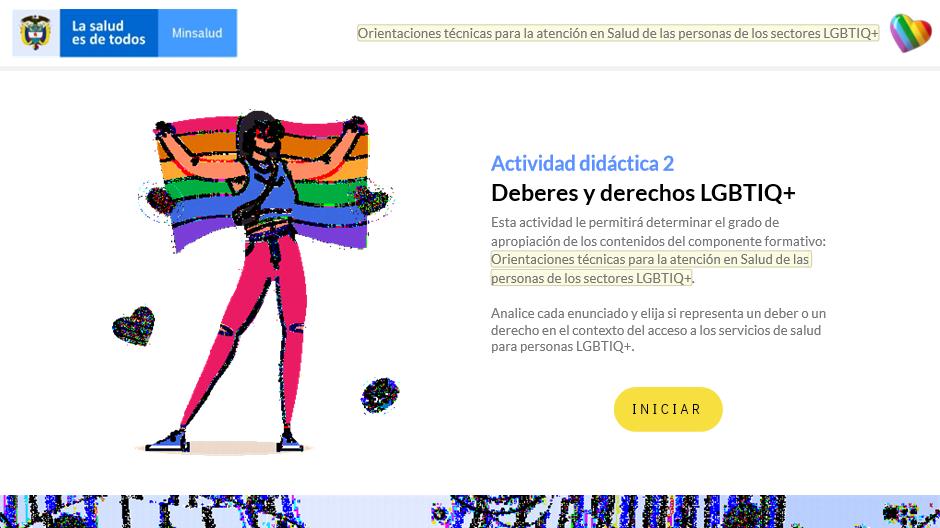 La salud
es de todos
Minsalud
Orientaciones técnicas para la atención en Salud de las personas de los sectores LGBTIQ+
Actividad didáctica 2
Deberes y derechos LGBTIQ+
Esta actividad le permitirá determinar el grado de
apropiación de los contenidos del componente formativo:
Orientaciones técnicas para la atención en Salud de las
personas de los sectores LGBTIQ+.
Analice cada enunciado y elija si representa un deber o un
derecho en el contexto del acceso a los servicios de salud
para personas LGBTIQ+.
INICIAR